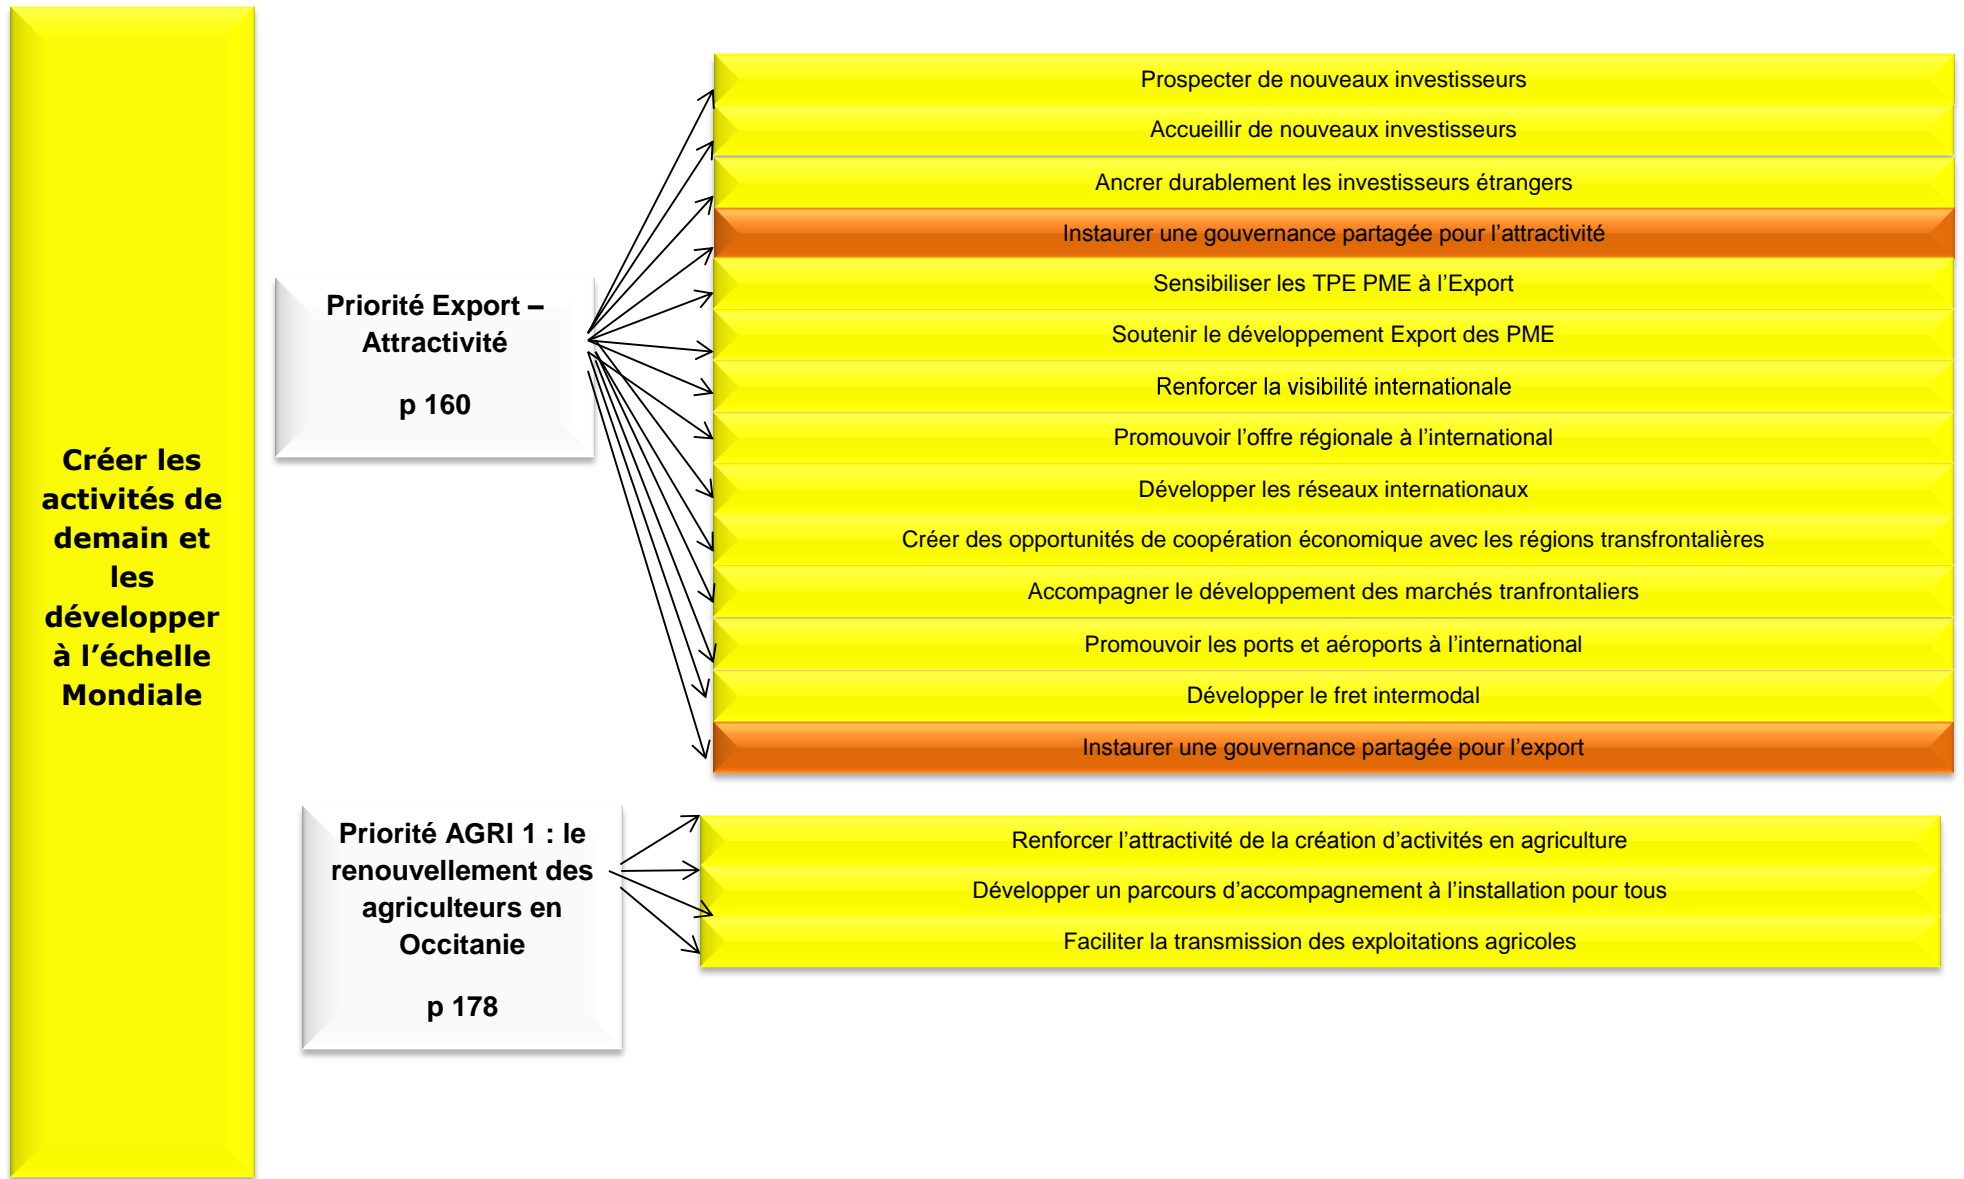 Créer les
activités de
demain et
les
développer
à l’échelle
Mondiale
Priorité Export –
Attractivité
p 160
Prospecter de nouveaux investisseurs
Accueillir de nouveaux investisseurs
Ancrer durablement les investisseurs étrangers
Instaurer une gouvernance partagée pour l’attractivité
Sensibiliser les TPE PME à l’Export
Soutenir le développement Export des PME
Renforcer la visibilité internationale
Promouvoir l’offre régionale à l’international
Développer les réseaux internationaux
Créer des opportunités de coopération économique avec les régions transfrontalières
Accompagner le développement des marchés tranfrontaliers
Promouvoir les ports et aéroports à l’international
Développer le fret intermodal
Instaurer une gouvernance partagée pour l’export
Priorité AGRI 1 : le
renouvellement des
agriculteurs en
Occitanie
p 178
Renforcer l’attractivité de la création d’activités en agriculture
Développer un parcours d’accompagnement à l’installation pour tous
Faciliter la transmission des exploitations agricoles